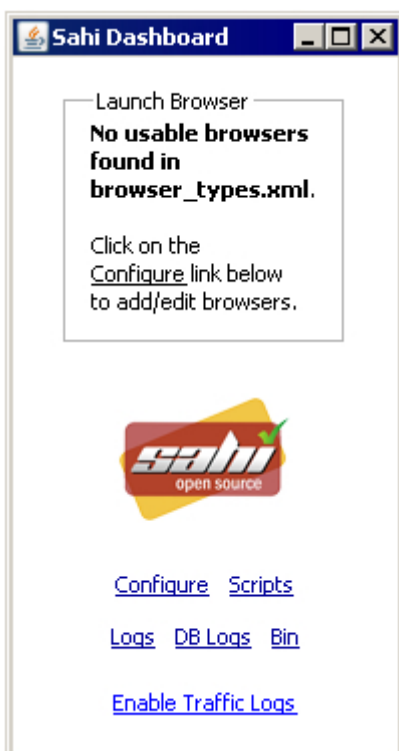 Sahi Dashboard
Launch Browser
No usable browsers
found in
browser_types.xml.
Click on the
Configure link below
to add/edit browsers.
sahi
open source
Configure Scripts
Logs DB Logs Bin
Enable Traffic Logs